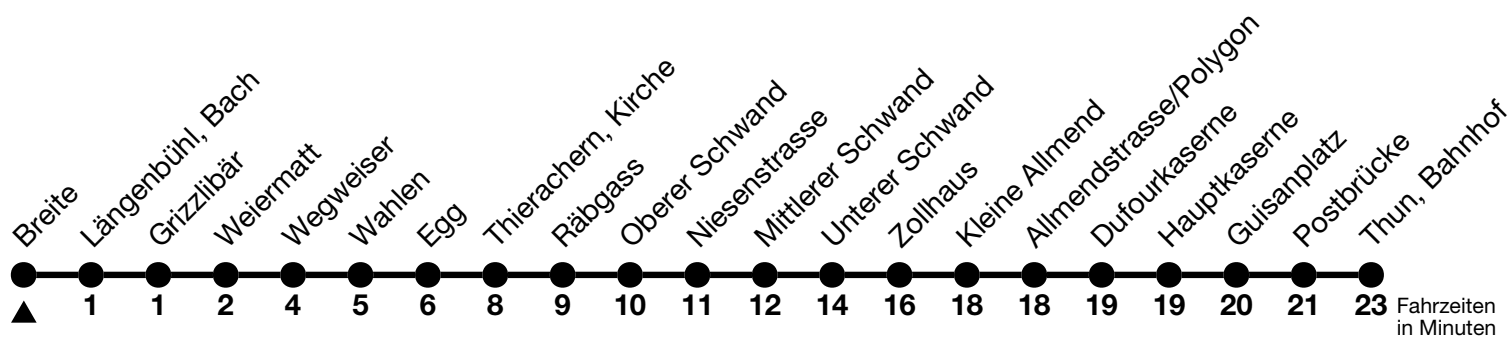 Breite
Längenbühl, Bach
Grizzlibär
Weiermatt
Wegweiser
Wahlen
Egg
Thierachern, Kirche
Räbgass
Oberer Schwand
Niesenstrasse
Mittlerer Schwand
Unterer Schwand
Zollhaus
Kleine Allmend
Allmendstrasse/Polygon
Dufourkaserne
Hauptkaserne
Guisanplatz
Postbrücke
Thun, Bahnhof
1 1 2 4 5 6 8 9 10 11 12 14 16 18 18 19 19 20 21 23
Fahrzeiten
in Minuten